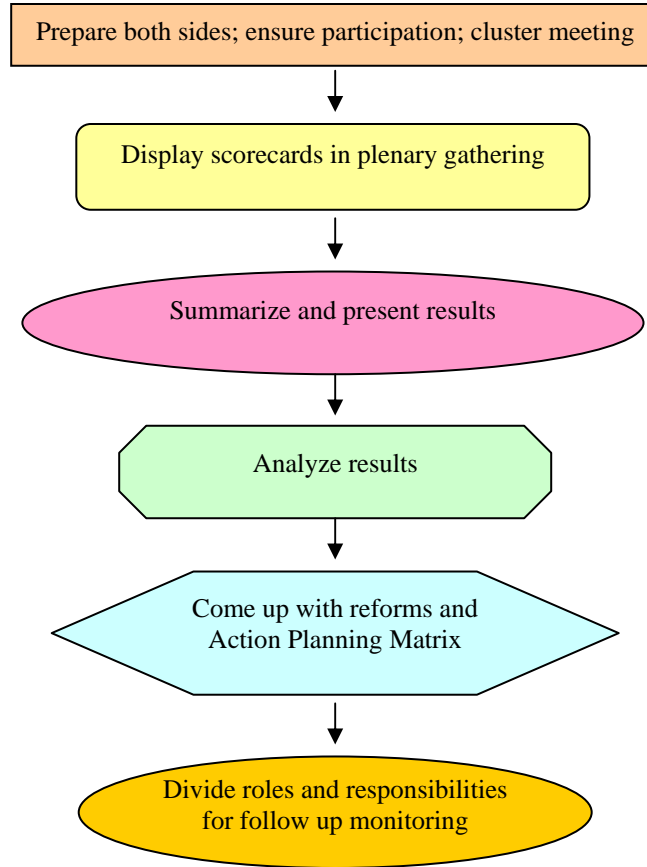 Prepare both sides; ensure participation; cluster meeting
Display scorecards in plenary gathering
Summarize and present results
Analyze results
Come up with reforms and
Action Planning Matrix
Divide roles and responsibilities
for follow up monitoring